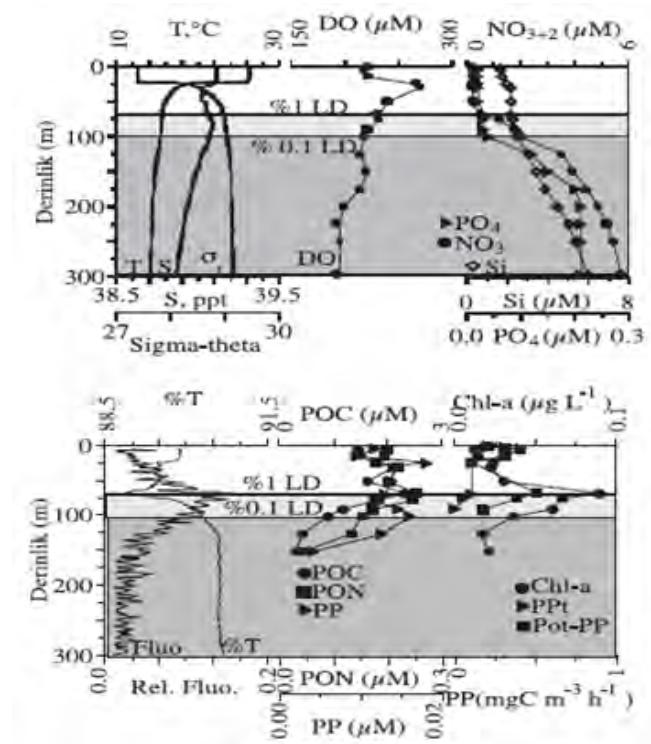 T,°C DO (µM) NO3+2 (µM)
10 30 150 300 0 6
0
100
200
300
Derinlik (m)
%1 LD
% 0.1 LD
PO4
NO3
Si
T S σt DO
38.5 39.5
S, ppt
27 30
Sigma-theta
0 8
Si (µM)
0.0 0.3
PO4 (µM)
%T POC (µM) Chl-a (µg L-1)
88.5 91.5 0 3 0.0 0.1
0
100
200
300
Derinlik (m)
%1 LD
%0.1 LD
POC
PON
PP
Chl-a
PPt
Pot-PP
Fluo %T
0.0 0.2 0.0 1 0 1
Rel. Fluo. PON (µM) PP(mgC m-3 h-1)
0.00 0.02
PP (µM)